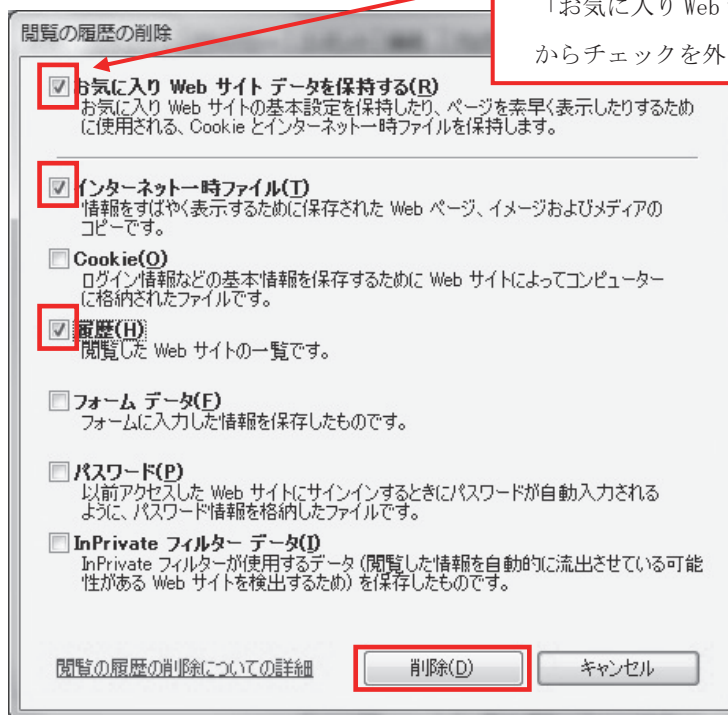 「お気に入り Web
からチェックを外
閲覧の履歴の削除
お気に入り Web サイト データを保持する(R)
お気に入り Web サイトの基本設定を保持したり、ページを素早く表示したりするため
に使用される、Cookie とインターネット一時ファイルを保持します。
インターネット一時ファイル(T)
情報をすばやく表示するために保存された Web ページ、イメージおよびメディアの
コピーです。
Cookie(O)
ログイン情報などの基本情報を保存するために Web サイトによってコンピューター
に格納されたファイルです。
履歴(H)
閲覧した Web サイトの一覧です。
フォーム データ(F)
フォームに入力した情報を保存したものです。
パスワード(P)
以前アクセスした Web サイトにサインインするときにパスワードが自動入力される
ように、パスワード情報を格納したファイルです。
InPrivate フィルター データ(I)
InPrivate フィルターが使用するデータ (閲覧した情報を自動的に流出させている可能
性がある Web サイトを検出するため) を保存したものです。
閲覧の履歴の削除についての詳細
削除(D)
キャンセル